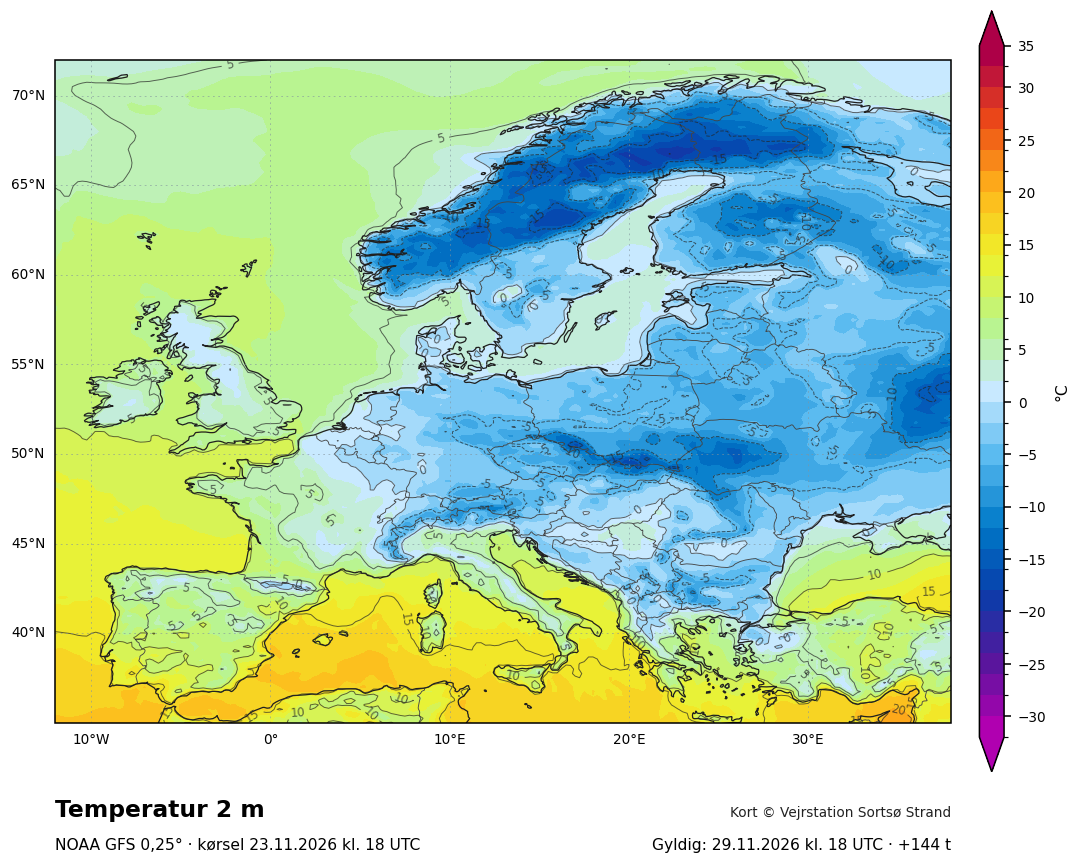 70°N
65°N
60°N
55°N
50°N
45°N
40°N
10°W 0° 10°E 20°E 30°E
35
30
25
20
15
10
5
0
−5
−10
−15
−20
−25
−30
°C
Temperatur 2 m
Kort © Vejrstation Sortsø Strand
NOAA GFS 0,25° · kørsel 23.11.2026 kl. 18 UTC
Gyldig: 29.11.2026 kl. 18 UTC · +144 t